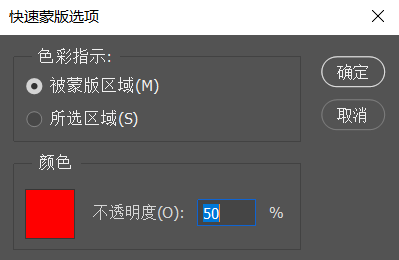 快速蒙版选项
色彩指示:
被蒙版区域(M)
所选区域(S)
确定
取消
颜色
不透明度(O): 50 %